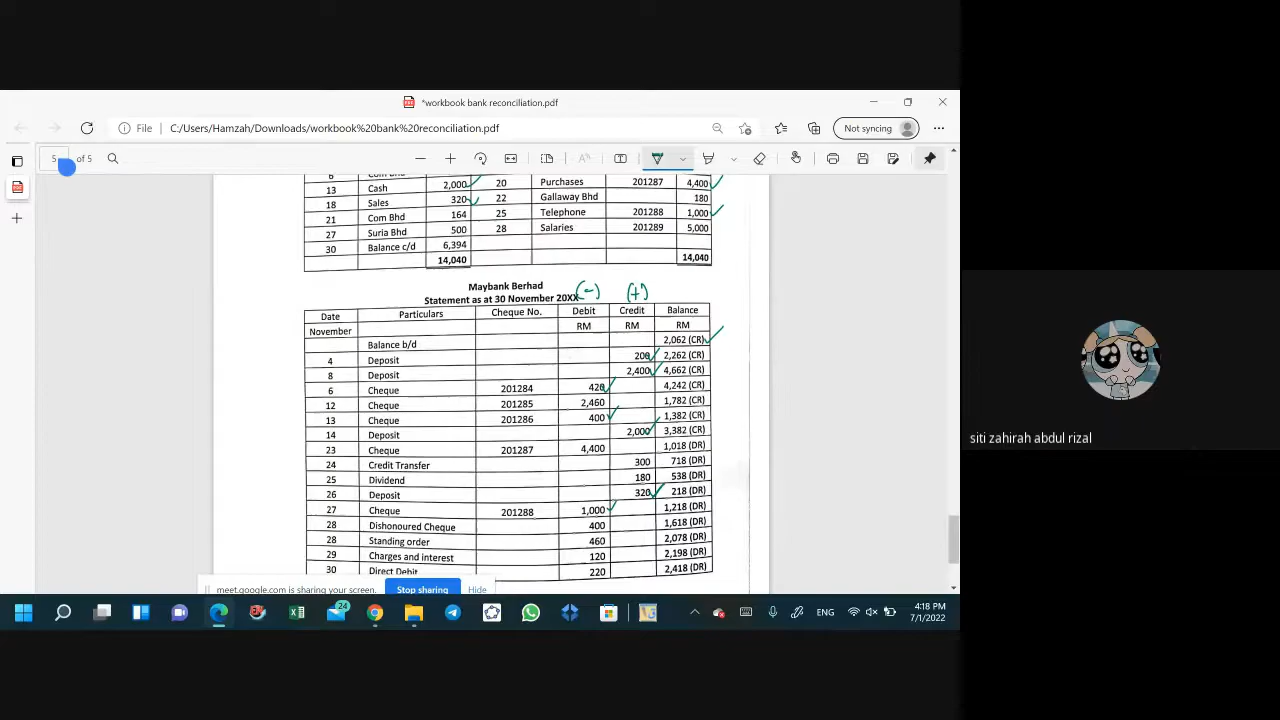 *workbook bank reconciliation.pdf
File C:/Users/Hamzah/Downloads/workbook%20bank%20reconciliation.pdf Not syncing
5 of 5
6
13 Cash 2,000 20 Purchases 201287 4,400
18 Sales 320 22 Gallaway Bhd 180
21 Com Bhd 164 25 Telephone 201288 1,000
27 Suria Bhd 500 28 Salaries 201289 5,000
30 Balance c/d 6,394
14,040 14,040
Maybank Berhad (-) (+)
Statement as at 30 November 20XX
Date Particulars Cheque No. Debit Credit Balance
November RM RM RM
Balance b/d 2,062 (CR)
4 Deposit 200 2,262 (CR)
8 Deposit 2,400 4,662 (CR)
6 Cheque 201284 420 4,242 (CR)
12 Cheque 201285 2,460 1,782 (CR)
13 Cheque 201286 400 1,382 (CR)
14 Deposit 2,000 3,382 (CR)
23 Cheque 201287 4,400 1,018 (DR)
24 Credit Transfer 300 718 (DR)
25 Dividend 180 538 (DR)
26 Deposit 320 218 (DR)
27 Cheque 201288 1,000 1,218 (DR)
28 Dishonoured Cheque 400 1,618 (DR)
28 Standing order 460 2,078 (DR)
29 Charges and interest 120 2,198 (DR)
30 Direct Debit 220 2,418 (DR)
meet.google.com is sharing your screen. Stop sharing Hide
siti zahirah abdul rizal
24
ENG
4:18 PM
7/1/2022